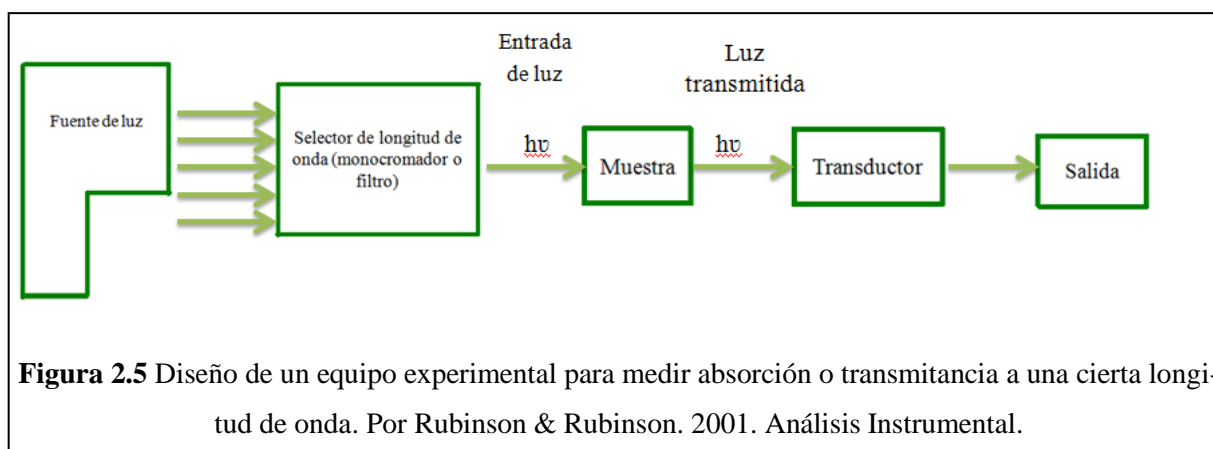 Entrada
de luz
Luz
transmitida
Fuente de luz
Selector de longitud de
onda (monocromador o
filtro)
hʋ
Muestra
hʋ
Transductor
Salida
Figura 2.5 Diseño de un equipo experimental para medir absorción o transmitancia a una cierta longi-
tud de onda. Por Rubinson & Rubinson. 2001. Análisis Instrumental.